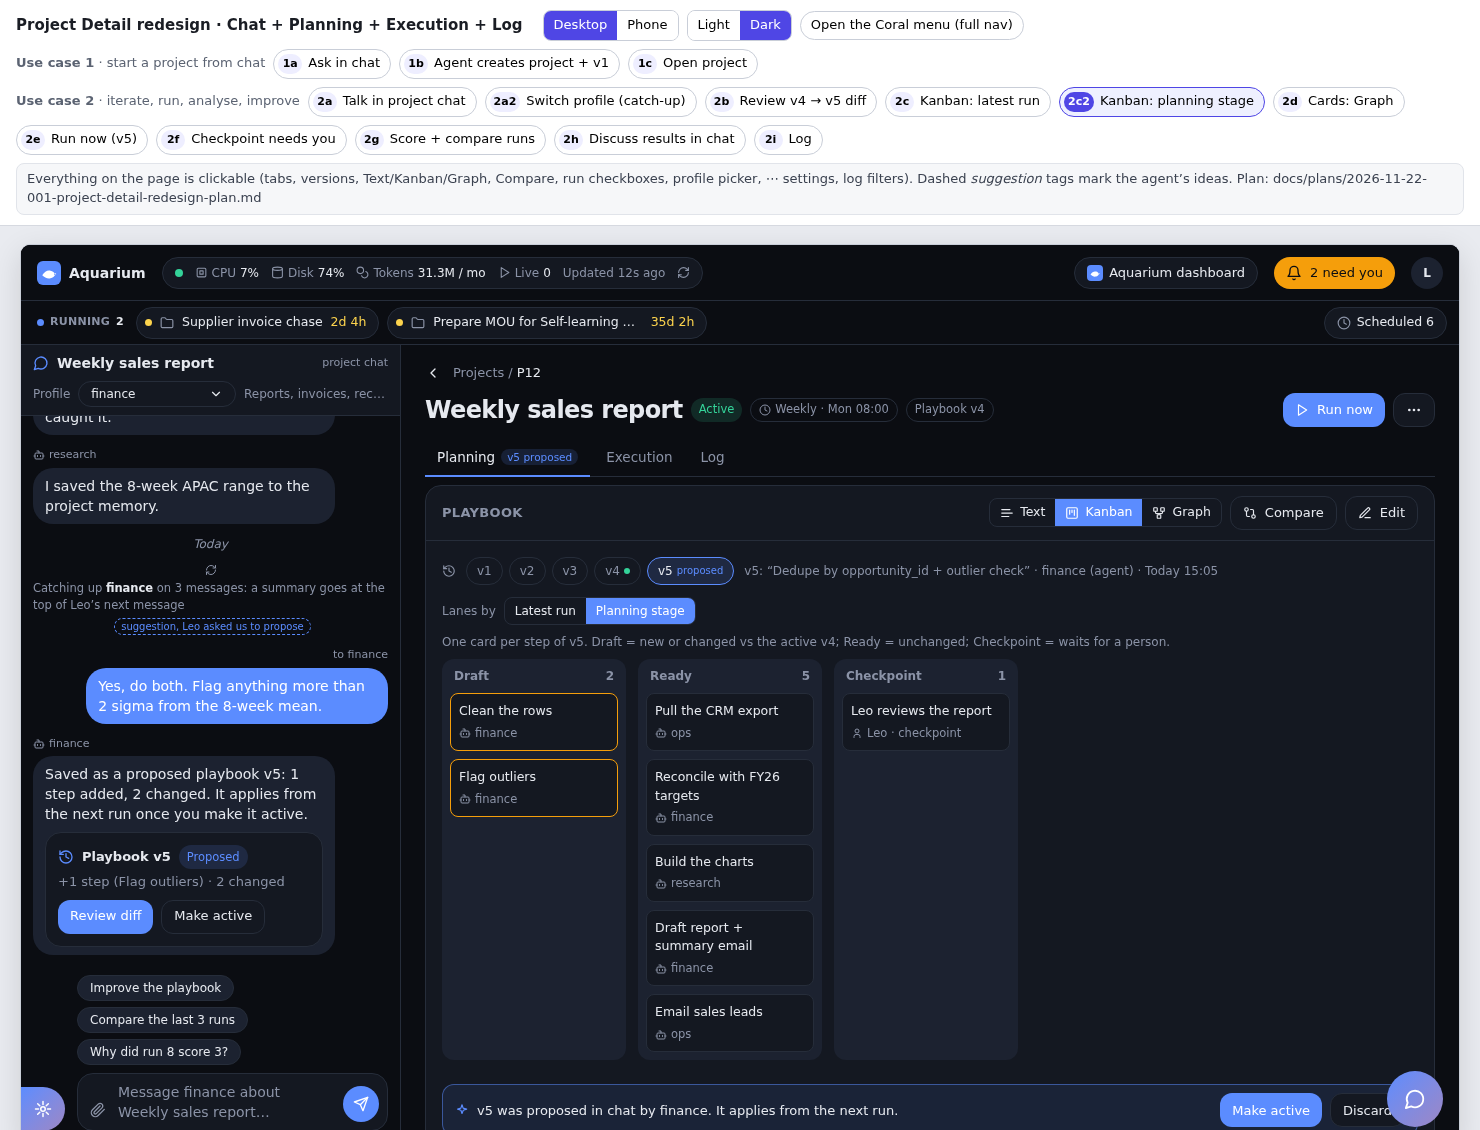 Project Detail redesign · Chat + Planning + Execution + Log
Desktop Phone Light Dark Open the Coral menu (full nav)
Use case 1 · start a project from chat 1a Ask in chat 1b Agent creates project + v1 1c Open project
Use case 2 · iterate, run, analyse, improve 2a Talk in project chat 2a2 Switch profile (catch-up) 2b Review v4 → v5 diff 2c Kanban: latest run 2c2 Kanban: planning stage 2d Cards: Graph
2e Run now (v5) 2f Checkpoint needs you 2g Score + compare runs 2h Discuss results in chat 2i Log
Everything on the page is clickable (tabs, versions, Text/Kanban/Graph, Compare, run checkboxes, profile picker, ··· settings, log filters). Dashed suggestion tags mark the agent’s ideas. Plan: docs/plans/2026-11-22-
001-project-detail-redesign-plan.md
Aquarium CPU 7% Disk 74% Tokens 31.3M / mo Live 0 Updated 12s ago Aquarium dashboard 2 need you L
RUNNING 2 Supplier invoice chase 2d 4h Prepare MOU for Self-learning ... 35d 2h Scheduled 6
Weekly sales report project chat
Profile finance Reports, invoices, rec...
caught it.
research
I saved the 8-week APAC range to the
project memory.
Today
Catching up finance on 3 messages: a summary goes at the
top of Leo’s next message
suggestion, Leo asked us to propose
to finance
Yes, do both. Flag anything more than
2 sigma from the 8-week mean.
finance
Saved as a proposed playbook v5: 1
step added, 2 changed. It applies from
the next run once you make it active.
Playbook v5 Proposed
+1 step (Flag outliers) · 2 changed
Review diff Make active
Improve the playbook
Compare the last 3 runs
Why did run 8 score 3?
Message finance about
Weekly sales report...
Projects / P12
Weekly sales report Active Weekly · Mon 08:00 Playbook v4 Run now ···
Planning v5 proposed Execution Log
PLAYBOOK Text Kanban Graph Compare Edit
v1 v2 v3 v4 v5 proposed v5: “Dedupe by opportunity_id + outlier check” · finance (agent) · Today 15:05
Lanes by Latest run Planning stage
One card per step of v5. Draft = new or changed vs the active v4; Ready = unchanged; Checkpoint = waits for a person.
Draft 2
Clean the rows
finance
Flag outliers
finance
Ready 5
Pull the CRM export
ops
Reconcile with FY26
targets
finance
Build the charts
research
Draft report +
summary email
finance
Email sales leads
ops
Checkpoint 1
Leo reviews the report
Leo · checkpoint
v5 was proposed in chat by finance. It applies from the next run. Make active Discard